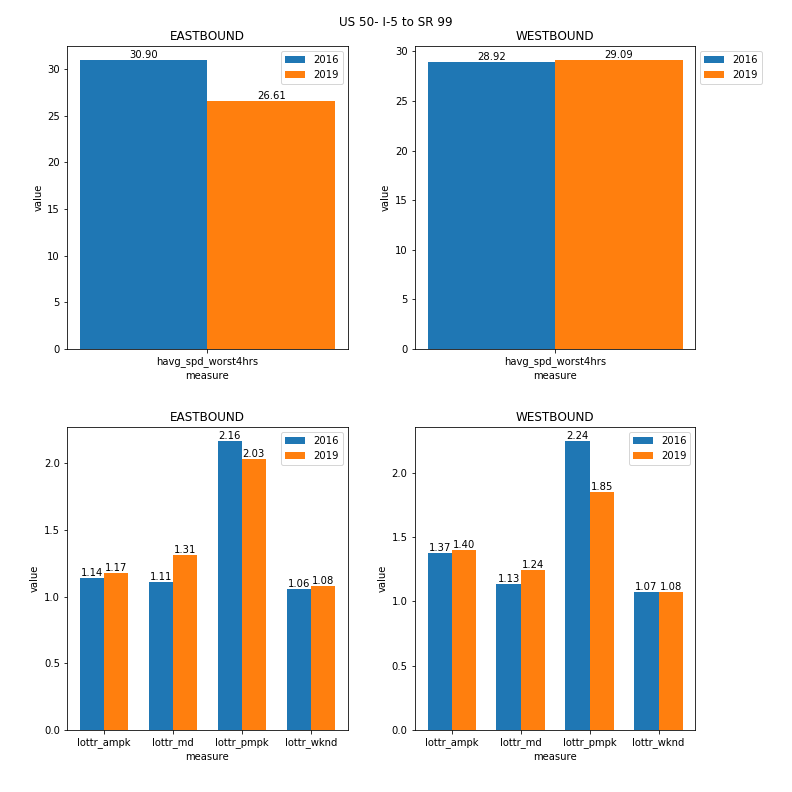 US 50- I-5 to SR 99
EASTBOUND
30.90
26.61
2016
2019
30
25
20
15
10
5
0
value
havg_spd_worst4hrs
measure
WESTBOUND
28.92
29.09
2016
2019
30
25
20
15
10
5
0
value
havg_spd_worst4hrs
measure
EASTBOUND
2016
2019
2.16
2.03
1.14 1.17
1.11
1.31
1.06 1.08
2.0
1.5
1.0
0.5
0.0
value
lottr_ampk lottr_md lottr_pmpk lottr_wknd
measure
WESTBOUND
2016
2019
2.24
1.85
1.37 1.40
1.13
1.24
1.07 1.08
2.0
1.5
1.0
0.5
0.0
value
lottr_ampk lottr_md lottr_pmpk lottr_wknd
measure